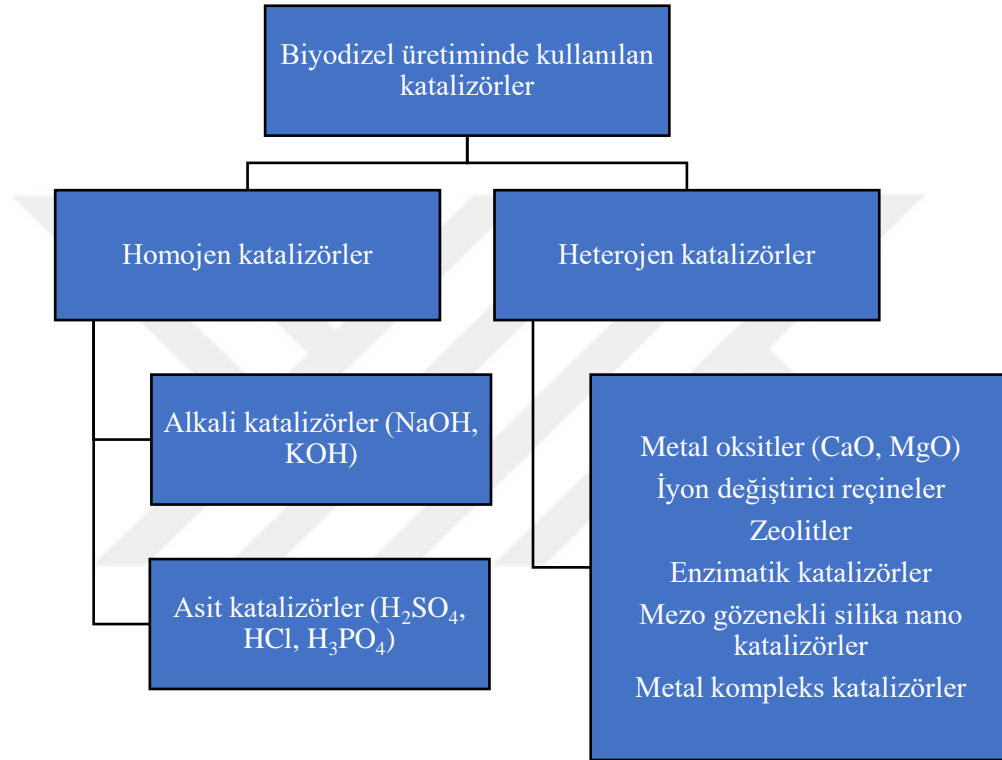 Biyodizel üretiminde kullanılan
katalizörler
Homojen katalizörler
Heterojen katalizörler
Alkali katalizörler (NaOH,
KOH)
Asit katalizörler (H₂SO₄,
HCl, H₃PO₄)
Metal oksitler (CaO, MgO)
İyon değiştirici reçineler
Zeolitler
Enzimatik katalizörler
Mezo gözenekli silika nano
katalizörler
Metal kompleks katalizörler